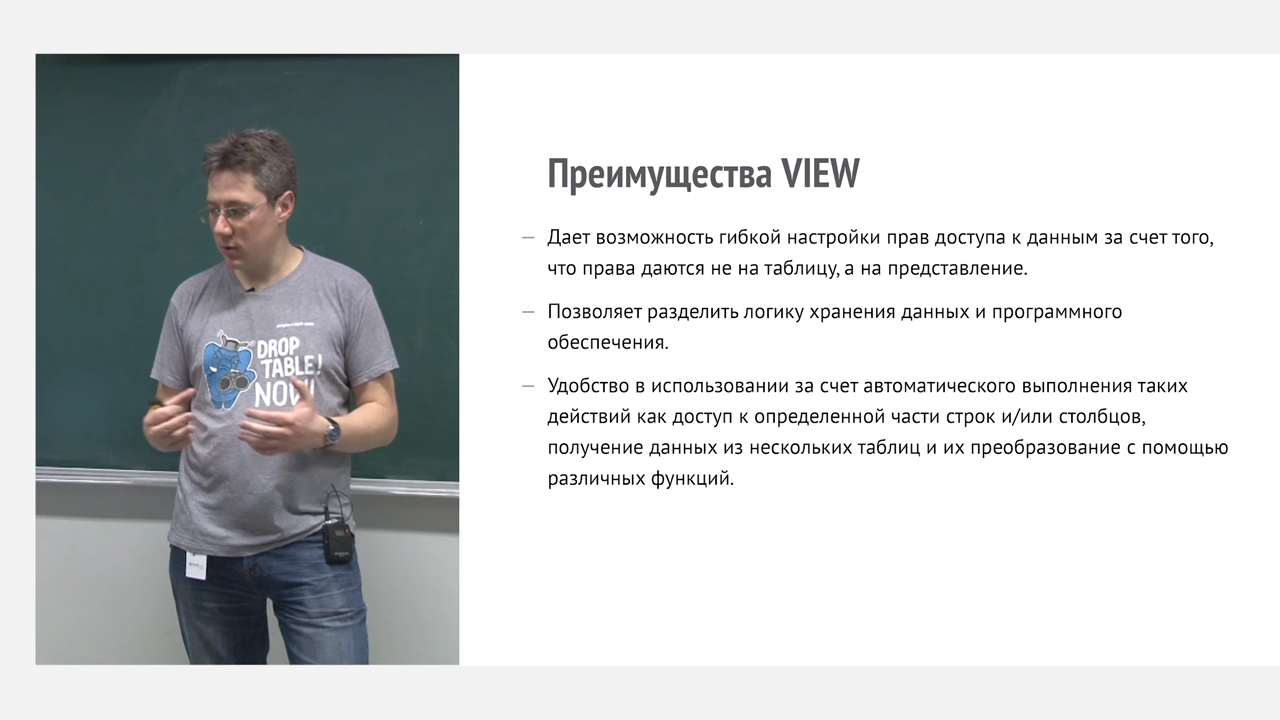 Преимущества VIEW
— Дает возможность гибкой настройки прав доступа к данным за счет того,
что права даются не на таблицу, а на представление.
— Позволяет разделить логику хранения данных и программного
обеспечения.
— Удобство в использовании за счет автоматического выполнения таких
действий как доступ к определенной части строк и/или столбцов,
получение данных из нескольких таблиц и их преобразование с помощью
различных функций.
DROP
TABLE!
NOW!